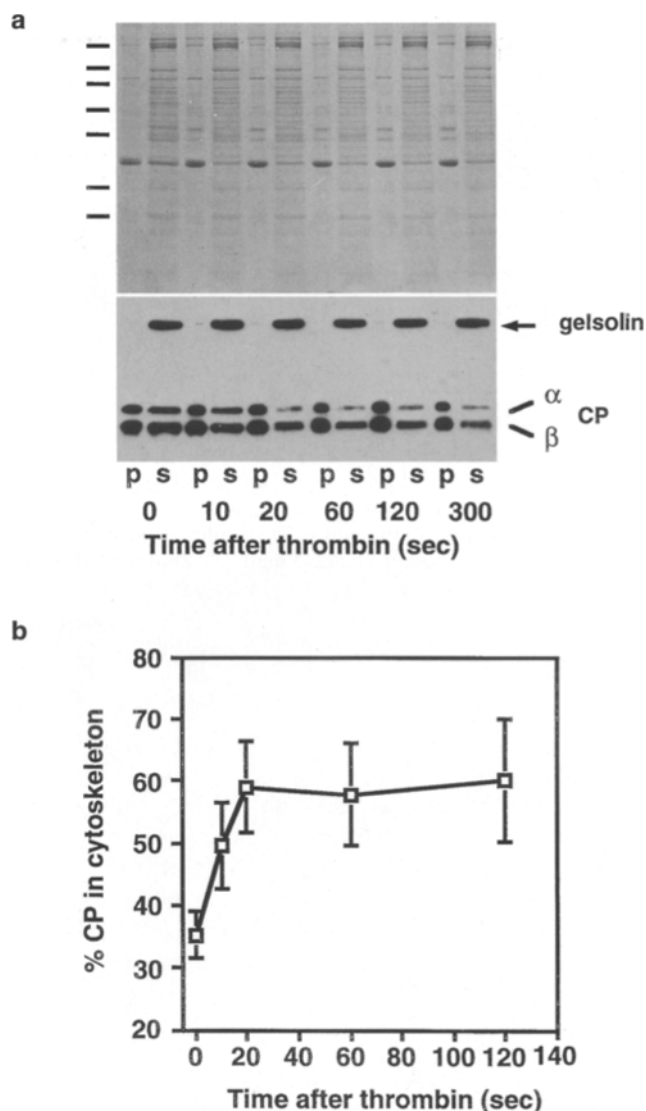 a
gelsolin
α
CP
β
p s p s p s p s p s p s
0 10 20 60 120 300
Time after thrombin (sec)
b
80
70
60
50
40
30
20
% CP in cytoskeleton
0 20 40 60 80 100 120 140
Time after thrombin (sec)